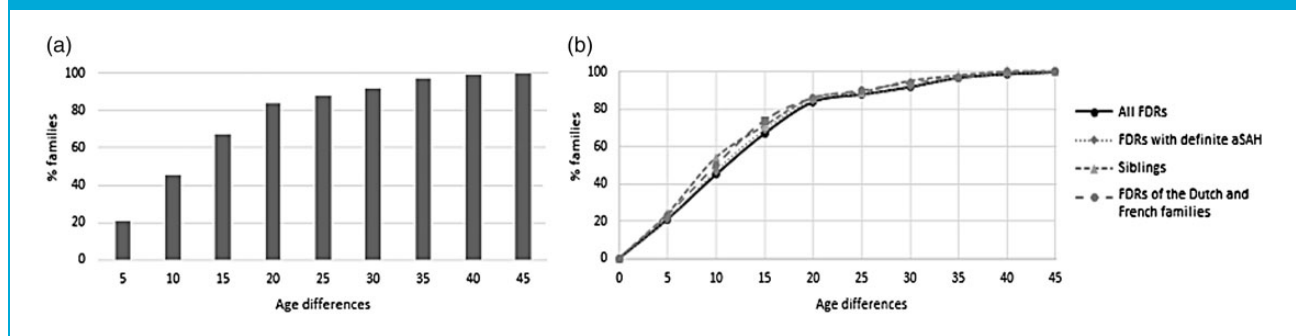 (a)
100
80
60
40
20
0
% families
5 10 15 20 25 30 35 40 45
Age differences
(b)
100
80
60
40
20
0
% families
0 5 10 15 20 25 30 35 40 45
Age differences
All FDRs
FDRs with definite aSAH
Siblings
FDRs of the Dutch and
French families